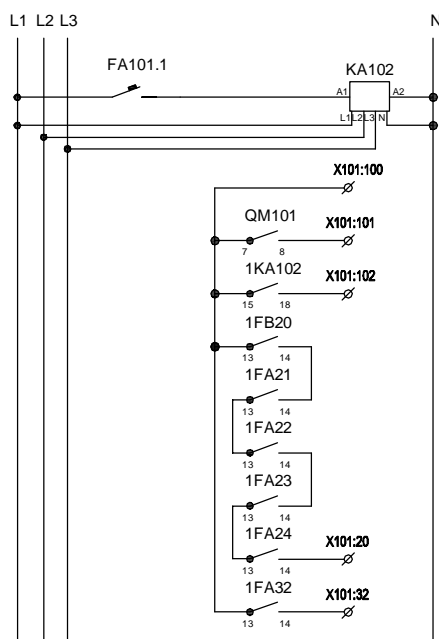 L1 L2 L3 N
FA101.1 KA102
A1 A2
L1 L2 L3 N
X101:100
QM101 X101:101
7 8
1KA102 X101:102
15 18
1FB20
13 14
1FA21
13 14
1FA22
13 14
1FA23
13 14
1FA24 X101:20
13 14
1FA32 X101:32
13 14